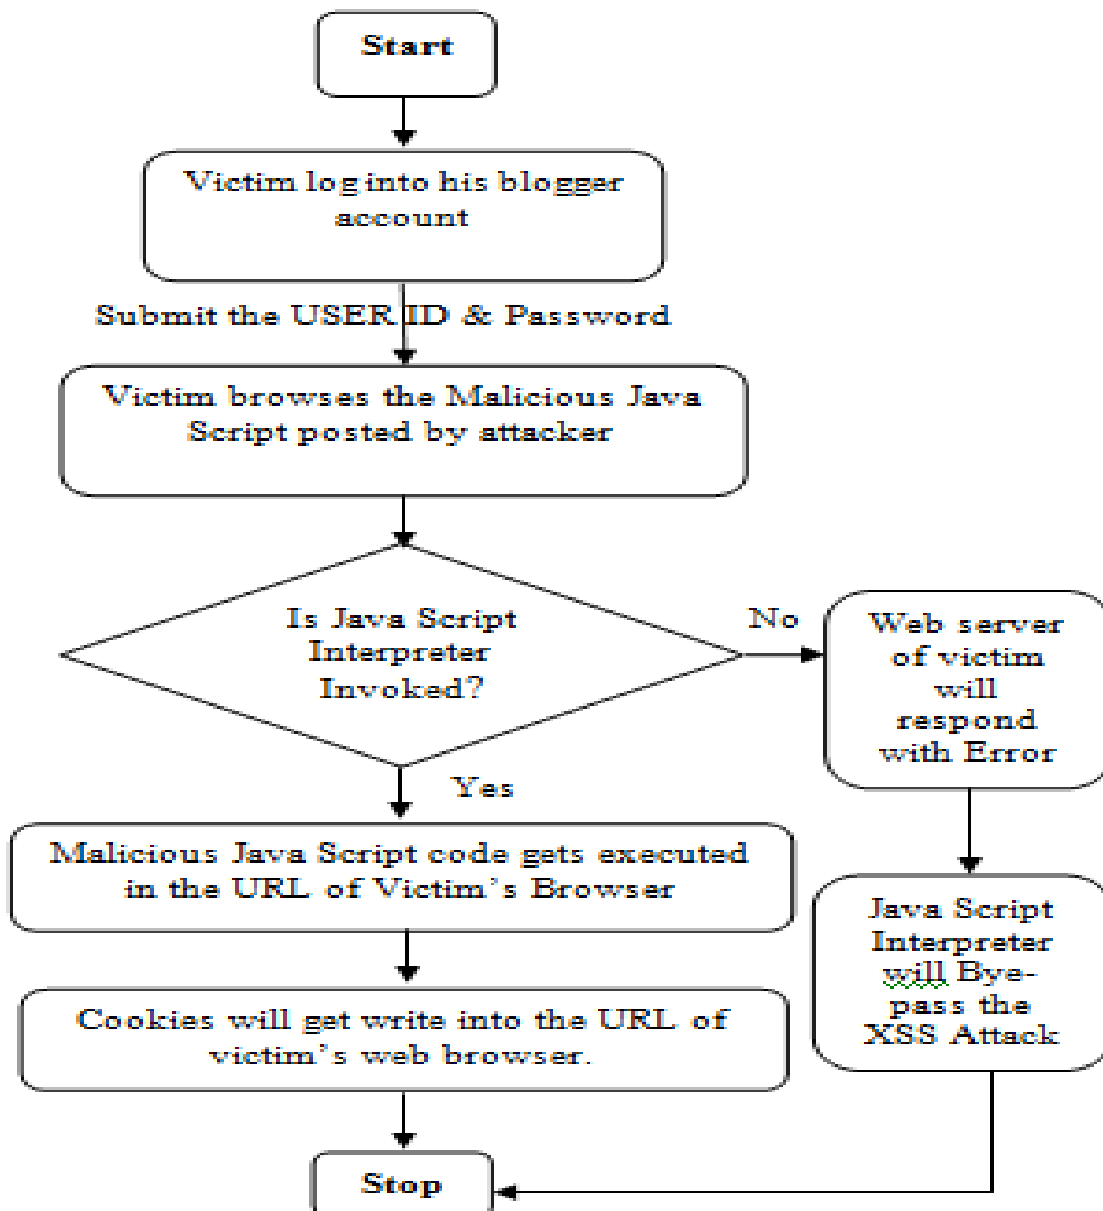 Start
Victim log into his blogger
account
Submit the USER ID & Password
Victim browses the Malicious Java
Script posted by attacker
Is Java Script
Interpreter
Invoked?
No
Web server
of victim
will
respond
with Error
Yes
Malicious Java Script code gets executed
in the URL of Victim's Browser
Java Script
Interpreter
will Bye-
pass the
XSS Attack
Cookies will get write into the URL of
victim's web browser.
Stop